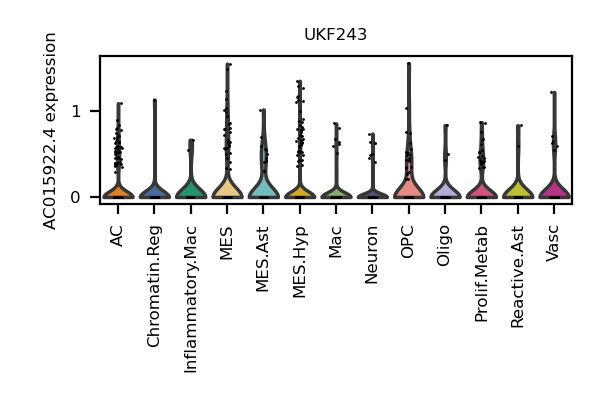 UKF243
AC015922.4 expression
1
0
AC
Chromatin.Reg
Inflammatory.Mac
MES
MES.Ast
MES.Hyp
Mac
Neuron
OPC
Oligo
Prolif.Metab
Reactive.Ast
Vasc